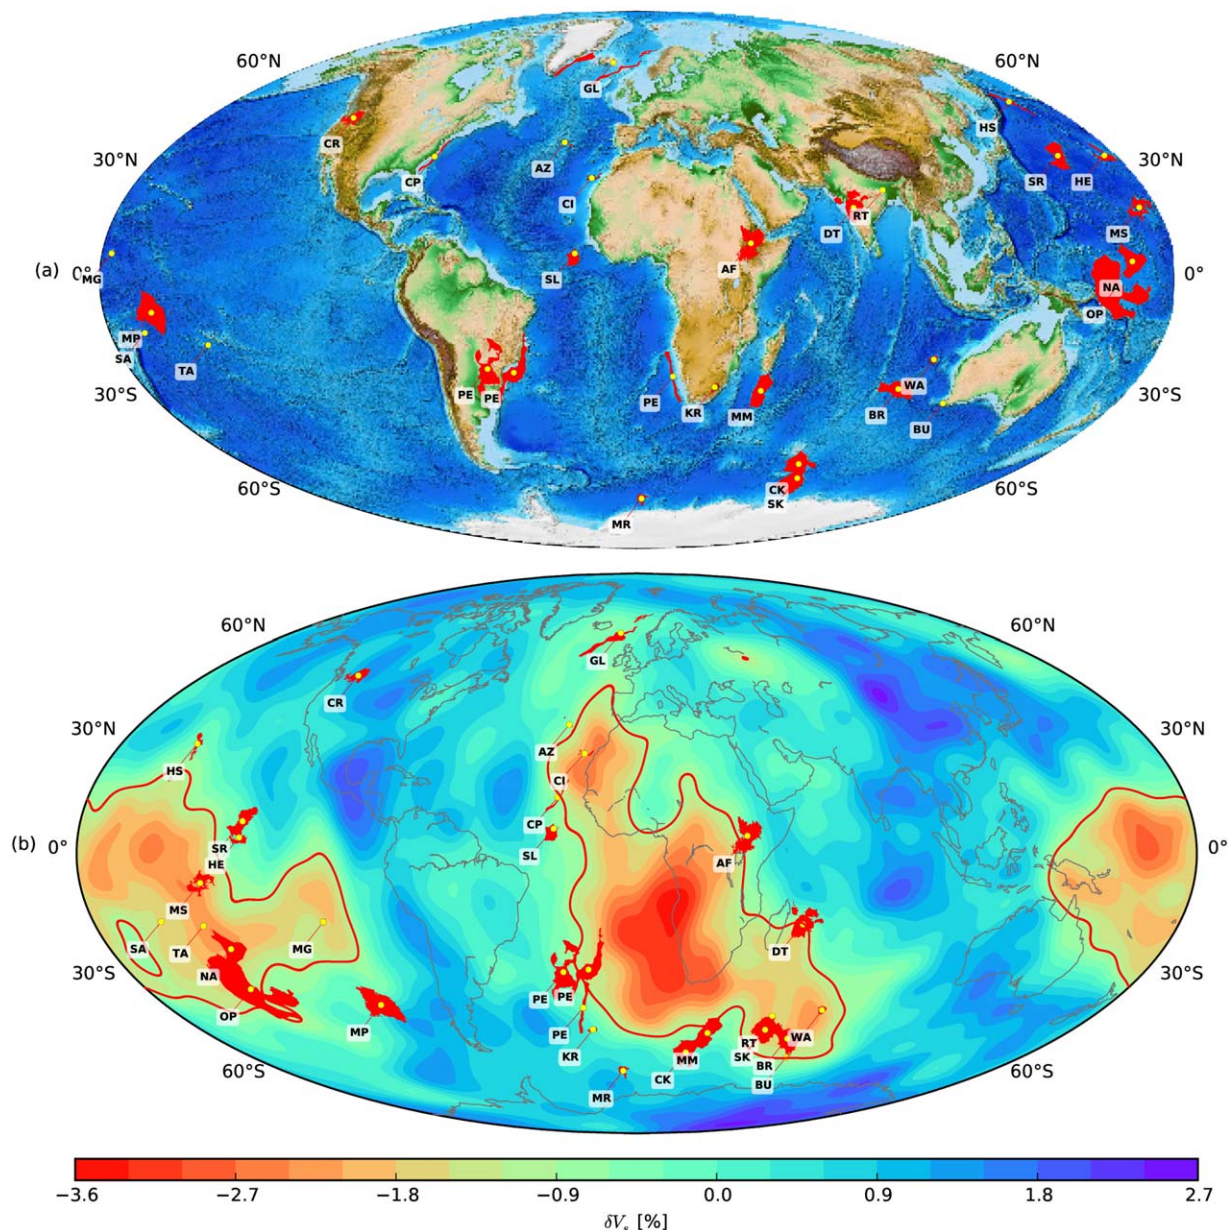 60°N
60°N
GL
HS
CR
30°N
30°N
CP
AZ
SR
HE
CI
RT
DT
MS
(a)
0°
MG
SL
AF
NA
0°
OP
MP
SA
TA
PE
PE
PE
KR
MM
WA
BR
BU
30°S
30°S
CK
SK
60°S
60°S
MR
60°N
60°N
GL
CR
30°N
30°N
AZ
HS
CI
CP
(b)
0°
0°
SR
HE
SL
AF
MS
SA
TA
MG
DT
NA
30°S
30°S
OP
MP
PE
PE
PE
KR
MM
CK
RT
SK
WA
BR
BU
60°S
60°S
MR
−3.6 −2.7 −1.8 −0.9 0.0 0.9 1.8 2.7
δVₛ [%]